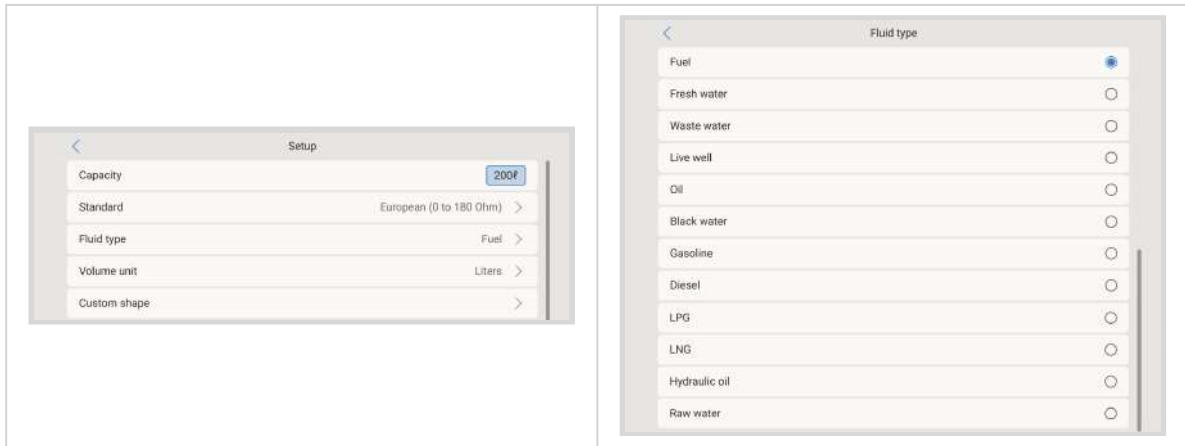 Setup
Capacity 200ℓ
Standard European (0 to 180 Ohm)
Fluid type Fuel
Volume unit Liters
Custom shape
Fluid type
Fuel
Fresh water
Waste water
Live well
Oil
Black water
Gasoline
Diesel
LPG
LNG
Hydraulic oil
Raw water